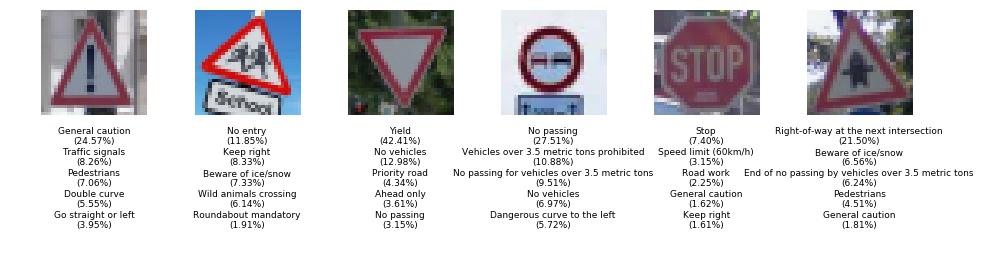 School
STOP
General caution
(24.57%)
Traffic signals
(8.26%)
Pedestrians
(7.06%)
Double curve
(5.55%)
Go straight or left
(3.95%)
No entry
(11.85%)
Keep right
(8.33%)
Beware of ice/snow
(7.33%)
Wild animals crossing
(6.14%)
Roundabout mandatory
(1.91%)
Yield
(42.41%)
No vehicles
(12.98%)
Priority road
(4.34%)
Ahead only
(3.61%)
No passing
(3.15%)
No passing
(27.51%)
Vehicles over 3.5 metric tons prohibited
(10.88%)
No passing for vehicles over 3.5 metric tons
(9.51%)
No vehicles
(6.97%)
Dangerous curve to the left
(5.72%)
Stop
(7.40%)
Speed limit (60km/h)
(3.15%)
Road work
(2.25%)
General caution
(1.62%)
Keep right
(1.61%)
Right-of-way at the next intersection
(21.50%)
Beware of ice/snow
(6.56%)
End of no passing by vehicles over 3.5 metric tons
(6.24%)
Pedestrians
(4.51%)
General caution
(1.81%)